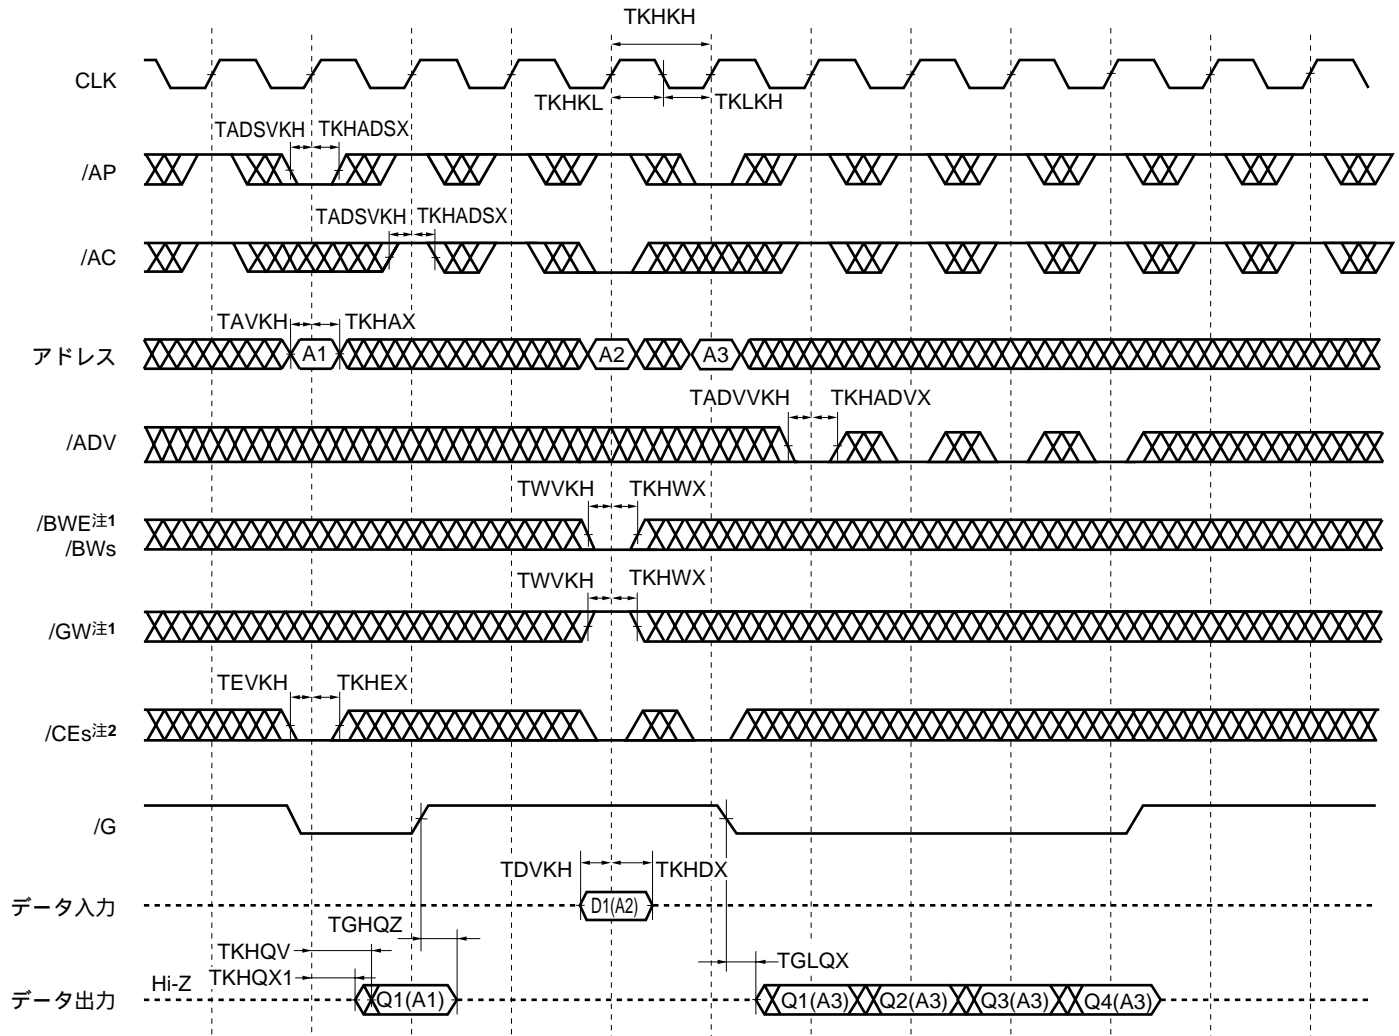 TKHKH
CLK
TKHKL TKLKH
TADSVKH TKHADSX
/AP
TADSVKH TKHADSX
/AC
TAVKH TKHAX
アドレス A1 A2 A3
TADVVKH TKHADVX
/ADV
TWVKH TKHWX
/BWE注1
/BWs
TWVKH TKHWX
/GW注1
TEVKH TKHEX
/CEs注2
/G
TDVKH TKHDX
データ入力 D1(A2)
TGHQZ
TKHQV
TGLQX
TKHQX1
Hi-Z
データ出力 Q1(A1) Q1(A3) Q2(A3) Q3(A3) Q4(A3)